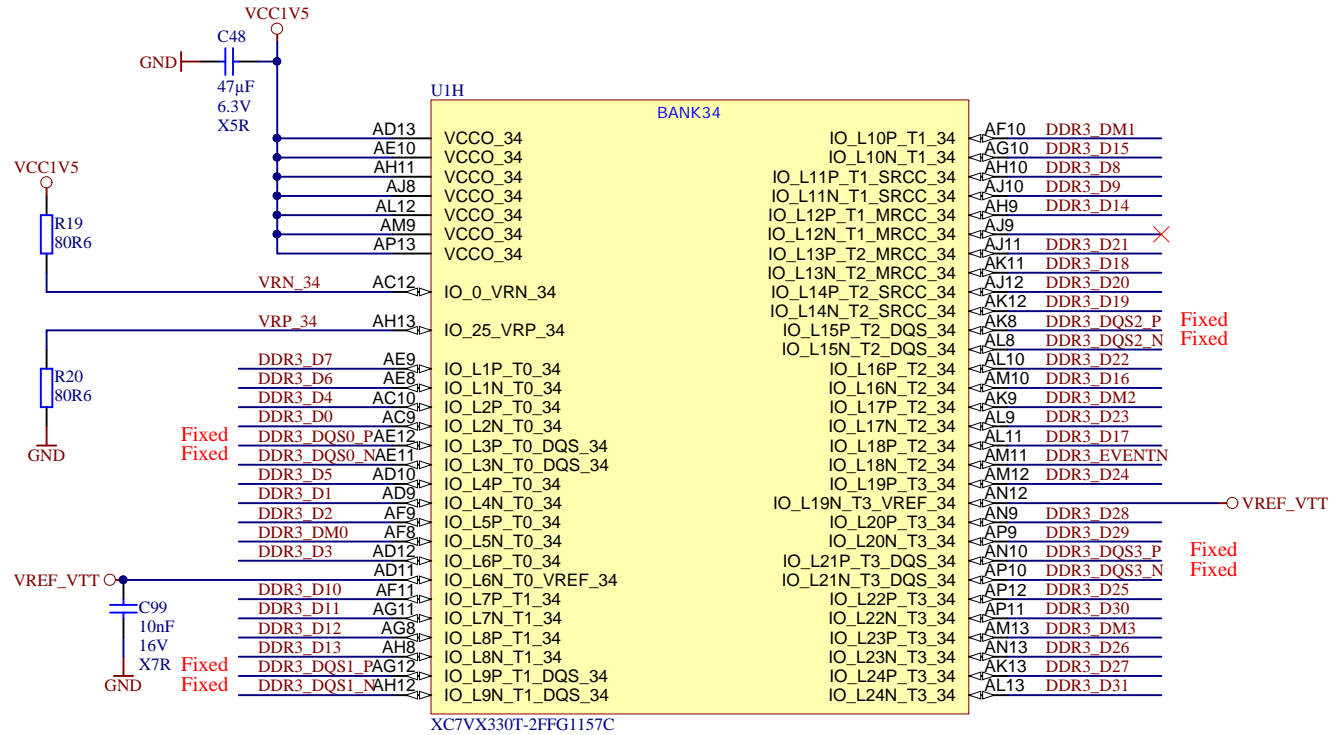 VCC1V5
C48
GND
47µF
6.3V
X5R
U1H
BANK34
AD13 VCCO_34
AE10 VCCO_34
AH11 VCCO_34
AJ8 VCCO_34
AL12 VCCO_34
AM9 VCCO_34
AP13 VCCO_34
VCC1V5
R19
80R6
VRN_34 AC12 IO_0_VRN_34
VRP_34 AH13 IO_25_VRP_34
R20
80R6
GND
DDR3_D7 AE9 IO_L1P_T0_34
DDR3_D6 AE8 IO_L1N_T0_34
DDR3_D4 AC10 IO_L2P_T0_34
DDR3_D0 AC9 IO_L2N_T0_34
Fixed DDR3_DQS0_P AE12 IO_L3P_T0_DQS_34
Fixed DDR3_DQS0_N AE11 IO_L3N_T0_DQS_34
DDR3_D5 AD10 IO_L4P_T0_34
DDR3_D1 AD9 IO_L4N_T0_34
DDR3_D2 AF9 IO_L5P_T0_34
DDR3_DM0 AF8 IO_L5N_T0_34
DDR3_D3 AD12 IO_L6P_T0_34
VREF_VTT AD11 IO_L6N_T0_VREF_34
C99
10nF
16V
X7R
GND
DDR3_D10 AF11 IO_L7P_T1_34
DDR3_D11 AG11 IO_L7N_T1_34
DDR3_D12 AG8 IO_L8P_T1_34
DDR3_D13 AH8 IO_L8N_T1_34
Fixed DDR3_DQS1_P AG12 IO_L9P_T1_DQS_34
Fixed DDR3_DQS1_N AH12 IO_L9N_T1_DQS_34
IO_L10P_T1_34 AF10 DDR3_DM1
IO_L10N_T1_34 AG10 DDR3_D15
IO_L11P_T1_SRCC_34 AH10 DDR3_D8
IO_L11N_T1_SRCC_34 AJ10 DDR3_D9
IO_L12P_T1_MRCC_34 AH9 DDR3_D14
IO_L12N_T1_MRCC_34 AJ9
IO_L13P_T2_MRCC_34 AJ11 DDR3_D21
IO_L13N_T2_MRCC_34 AK11 DDR3_D18
IO_L14P_T2_SRCC_34 AJ12 DDR3_D20
IO_L14N_T2_SRCC_34 AK12 DDR3_D19
IO_L15P_T2_DQS_34 AK8 DDR3_DQS2_P Fixed
IO_L15N_T2_DQS_34 AL8 DDR3_DQS2_N Fixed
IO_L16P_T2_34 AL10 DDR3_D22
IO_L16N_T2_34 AM10 DDR3_D16
IO_L17P_T2_34 AK9 DDR3_DM2
IO_L17N_T2_34 AL9 DDR3_D23
IO_L18P_T2_34 AL11 DDR3_D17
IO_L18N_T2_34 AM11 DDR3_EVENTN
IO_L19P_T3_34 AM12 DDR3_D24
IO_L19N_T3_VREF_34 AN12 VREF_VTT
IO_L20P_T3_34 AN9 DDR3_D28
IO_L20N_T3_34 AP9 DDR3_D29
IO_L21P_T3_DQS_34 AN10 DDR3_DQS3_P Fixed
IO_L21N_T3_DQS_34 AP10 DDR3_DQS3_N Fixed
IO_L22P_T3_34 AP12 DDR3_D25
IO_L22N_T3_34 AP11 DDR3_D30
IO_L23P_T3_34 AM13 DDR3_DM3
IO_L23N_T3_34 AN13 DDR3_D26
IO_L24P_T3_34 AK13 DDR3_D27
IO_L24N_T3_34 AL13 DDR3_D31
XC7VX330T-2FFG1157C